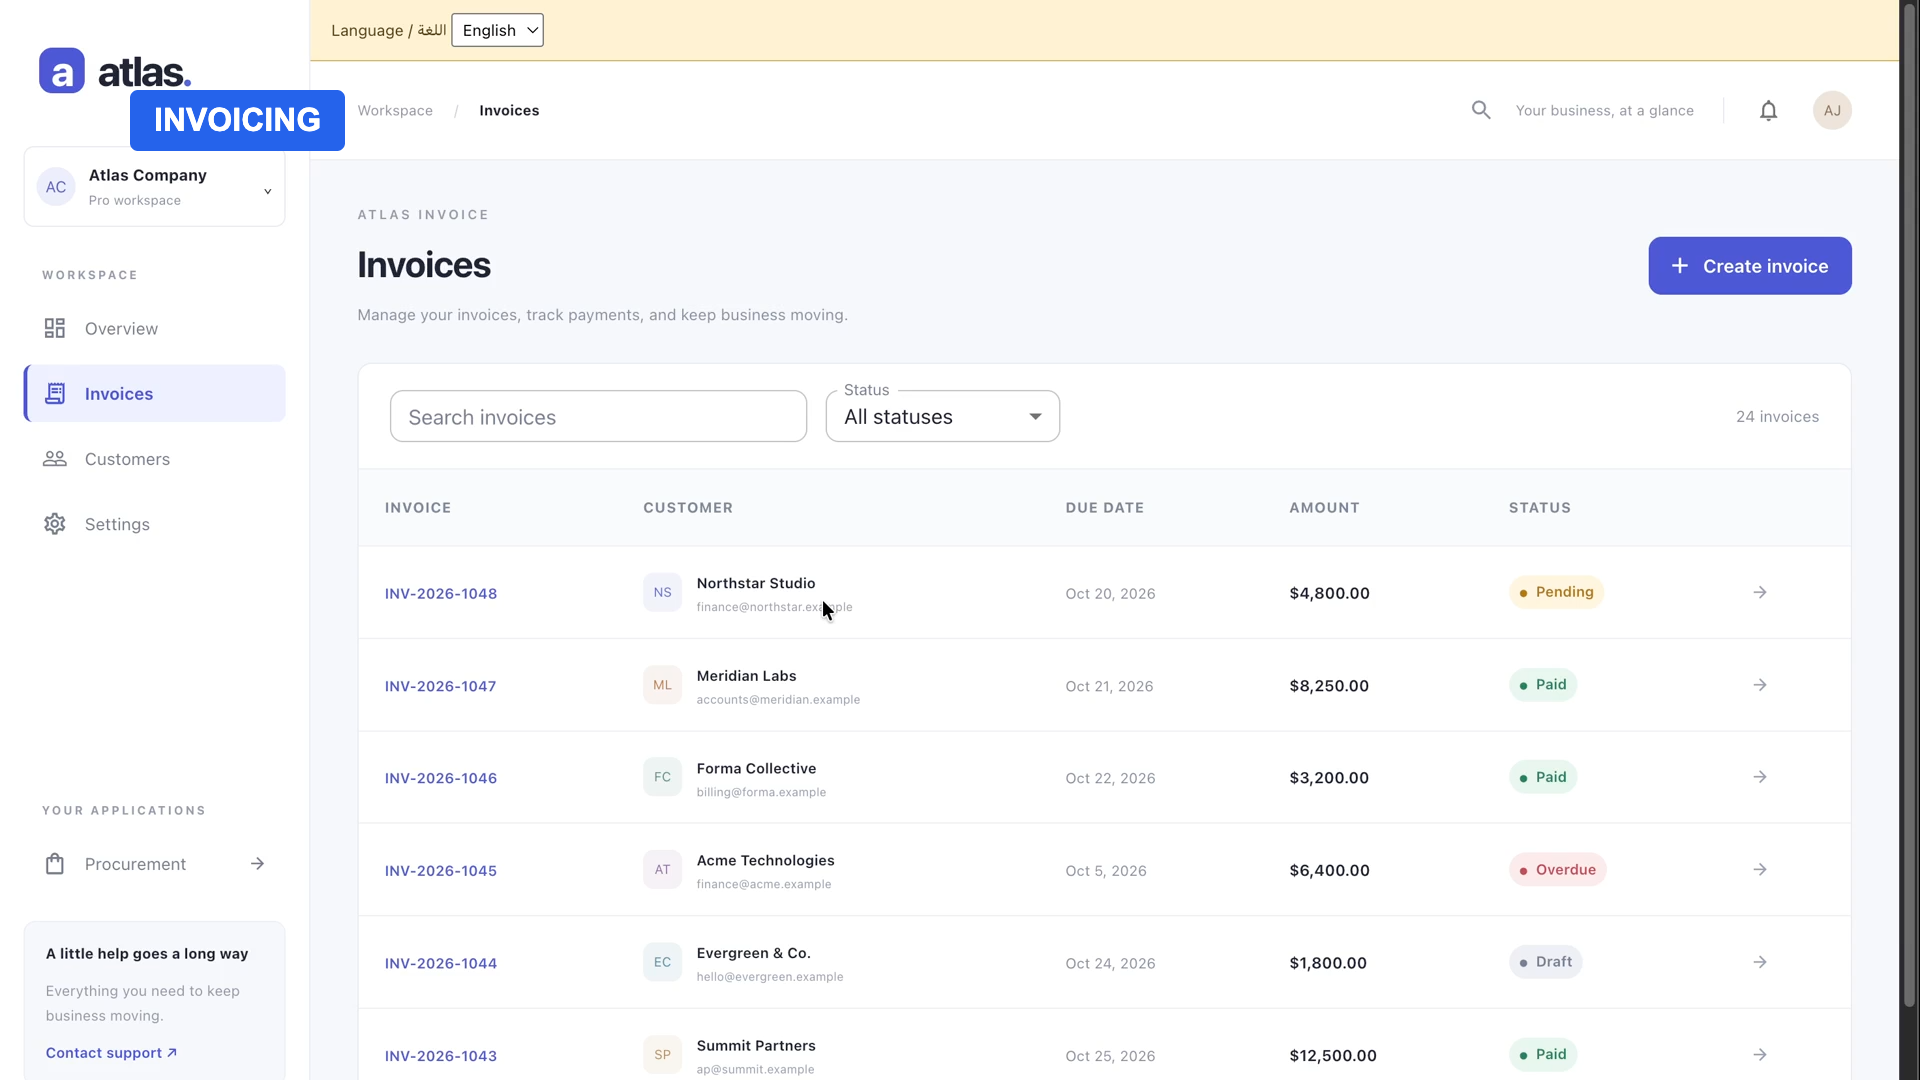 Language / اللغة English
a atlas.
INVOICING
Workspace / Invoices
Your business, at a glance
AJ
AC Atlas Company
Pro workspace
WORKSPACE
Overview
Invoices
Customers
Settings
YOUR APPLICATIONS
Procurement
A little help goes a long way
Everything you need to keep
business moving.
Contact support
ATLAS INVOICE
Invoices
Manage your invoices, track payments, and keep business moving.
+ Create invoice
Search invoices
Status
All statuses
24 invoices
INVOICE CUSTOMER DUE DATE AMOUNT STATUS
INV-2026-1048 NS Northstar Studio Oct 20, 2026 $4,800.00 Pending
finance@northstar.example
INV-2026-1047 ML Meridian Labs Oct 21, 2026 $8,250.00 Paid
accounts@meridian.example
INV-2026-1046 FC Forma Collective Oct 22, 2026 $3,200.00 Paid
billing@forma.example
INV-2026-1045 AT Acme Technologies Oct 5, 2026 $6,400.00 Overdue
finance@acme.example
INV-2026-1044 EC Evergreen & Co. Oct 24, 2026 $1,800.00 Draft
hello@evergreen.example
INV-2026-1043 SP Summit Partners Oct 25, 2026 $12,500.00 Paid
ap@summit.example